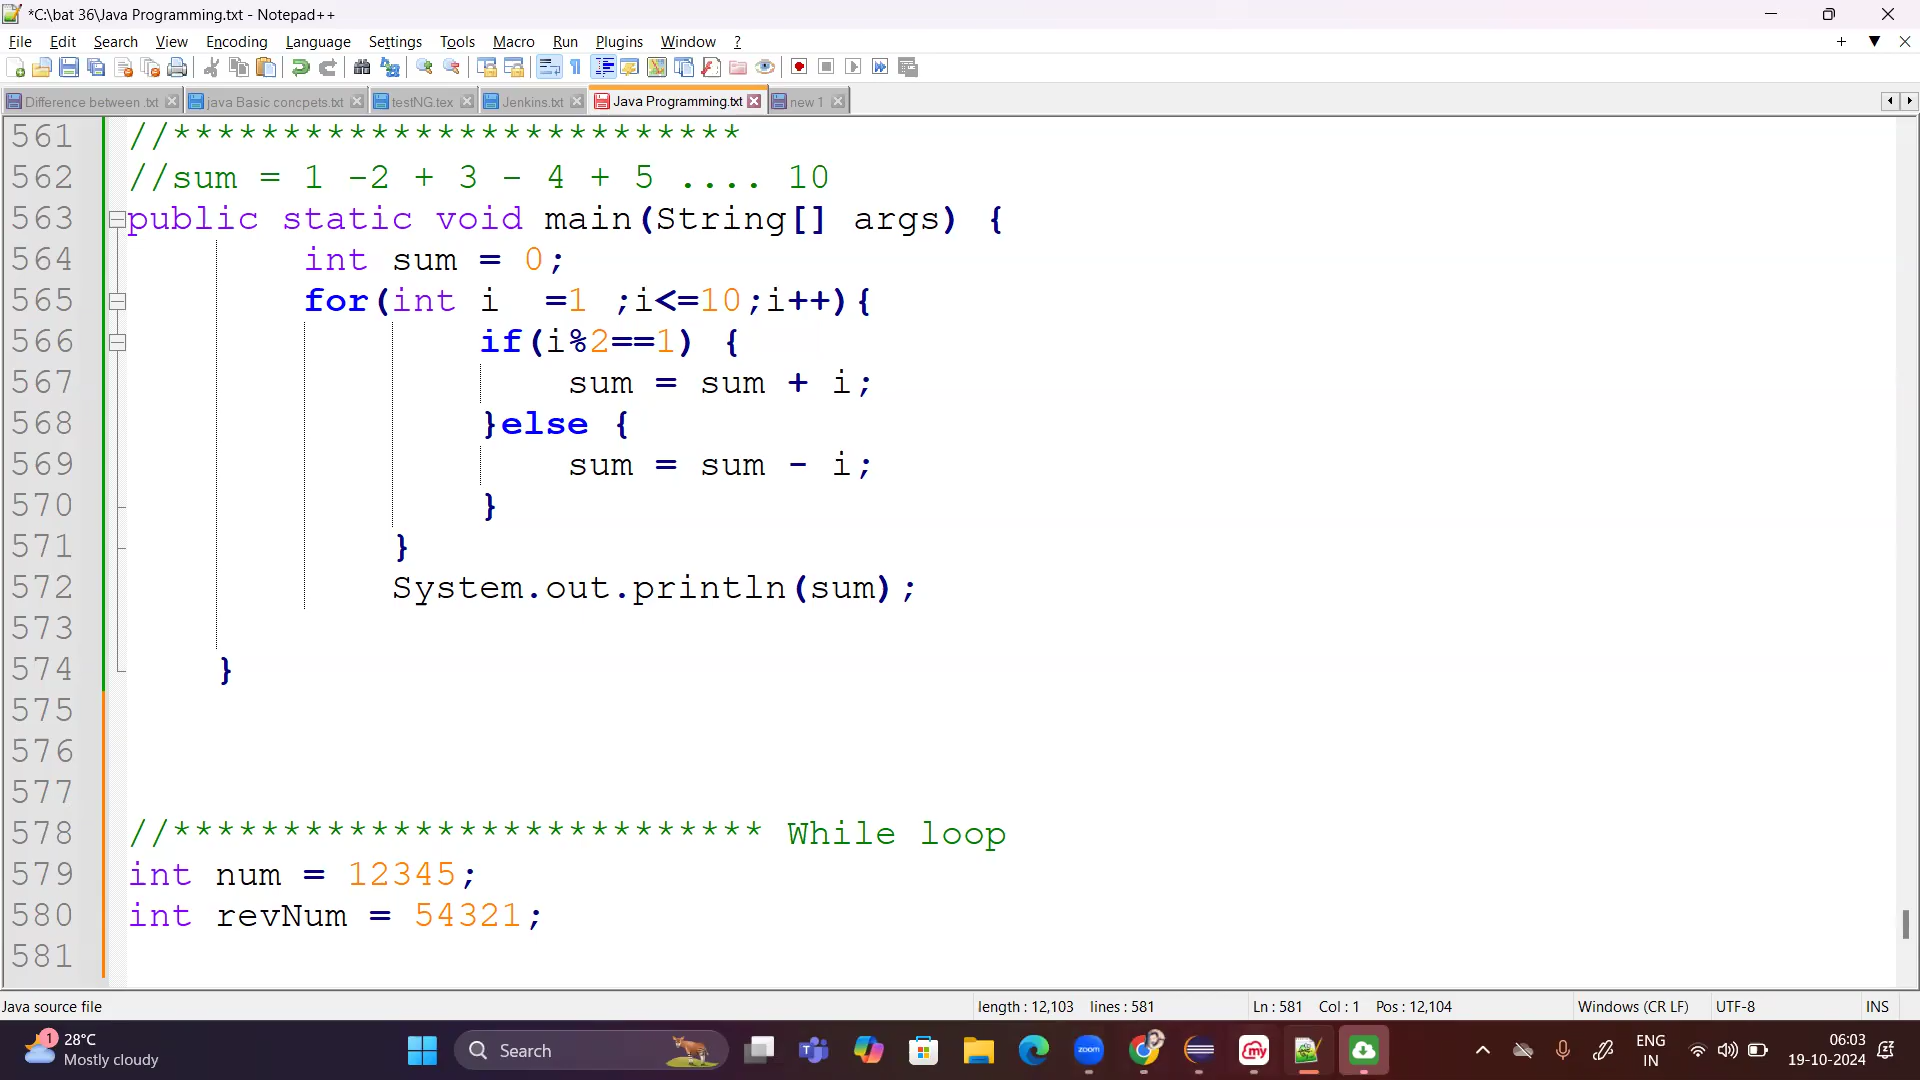 *C:\bat 36\Java Programming.txt - Notepad++
File Edit Search View Encoding Language Settings Tools Macro Run Plugins Window ?
Difference between .txt java Basic concpets.txt testNG.tex Jenkins.txt Java Programming.txt new 1
561 //**************************
562 //sum = 1 -2 + 3 - 4 + 5 .... 10
563 public static void main(String[] args) {
564 int sum = 0;
565 for(int i  =1 ;i<=10;i++){
566 if(i%2==1) {
567 sum = sum + i;
568 }else {
569 sum = sum - i;
570 }
571 }
572 System.out.println(sum);
573
574 }
575
576
577
578 //*************************** While loop
579 int num = 12345;
580 int revNum = 54321;
581
Java source file length : 12,103 lines : 581 Ln : 581 Col : 1 Pos : 12,104 Windows (CR LF) UTF-8 INS
1 28°C
Mostly cloudy
Search
zoom
my
ENG
IN
06:03
19-10-2024